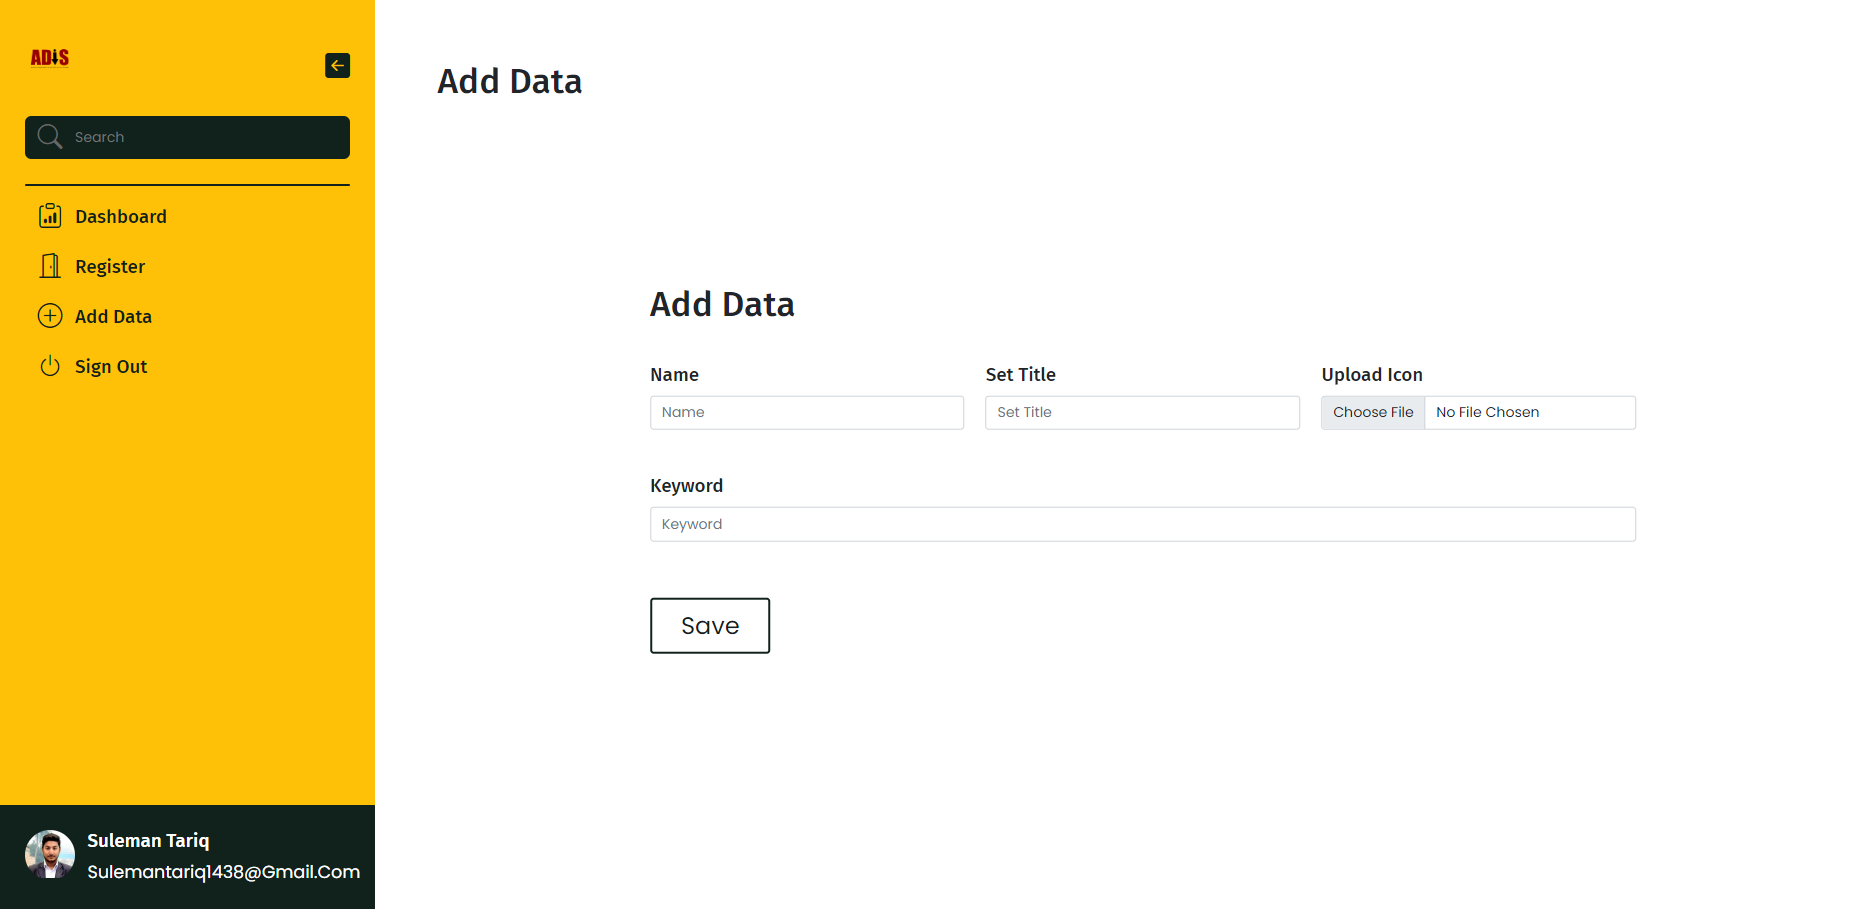 ADIS
Search
Dashboard
Register
Add Data
Sign Out
Suleman Tariq
Sulemantariq1438@Gmail.Com
Add Data
Add Data
Name Set Title Upload Icon
Name Set Title Choose File No File Chosen
Keyword
Keyword
Save